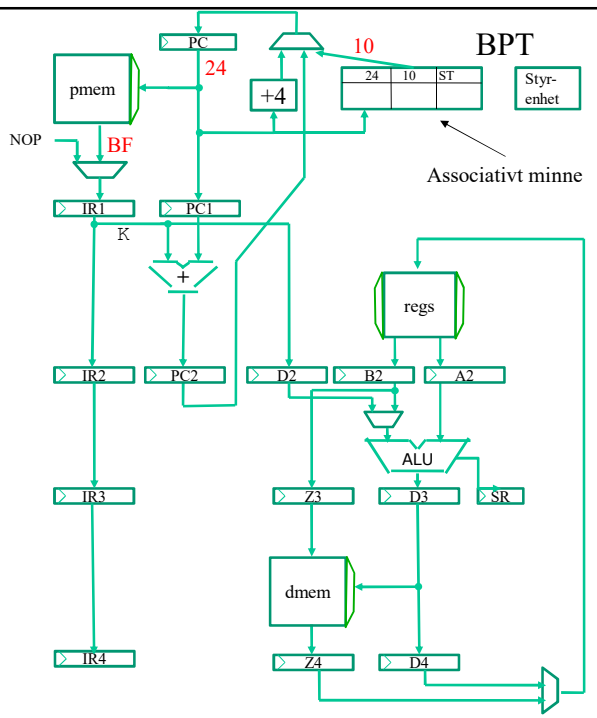 BPT
PC
10
24
24 10 ST
Styr-
enhet
pmem
+4
NOP
BF
Associativt minne
IR1
PC1
K
+
regs
IR2
PC2
D2
B2
A2
ALU
IR3
Z3
D3
SR
dmem
IR4
Z4
D4